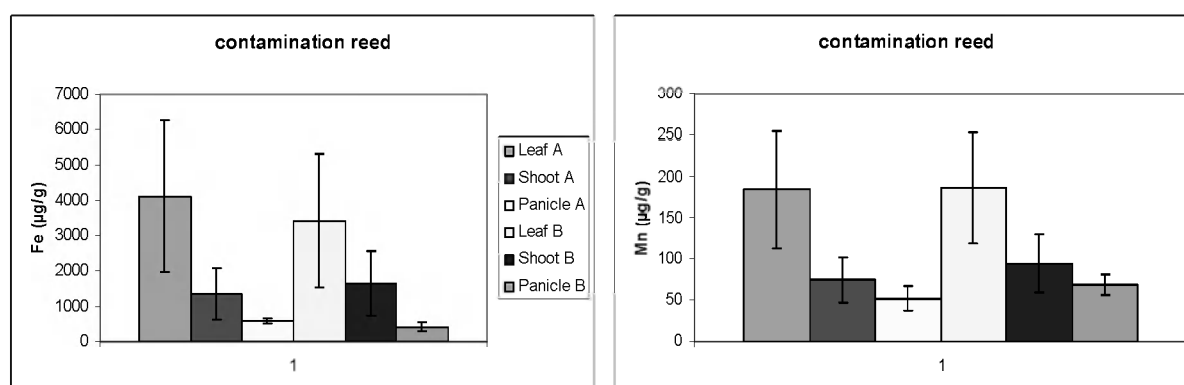 contamination reed
7000
6000
5000
4000
3000
2000
1000
0
Fe (µg/g)
1
Leaf A
Shoot A
Panicle A
Leaf B
Shoot B
Panicle B
contamination reed
300
250
200
150
100
50
0
Mn (µg/g)
1